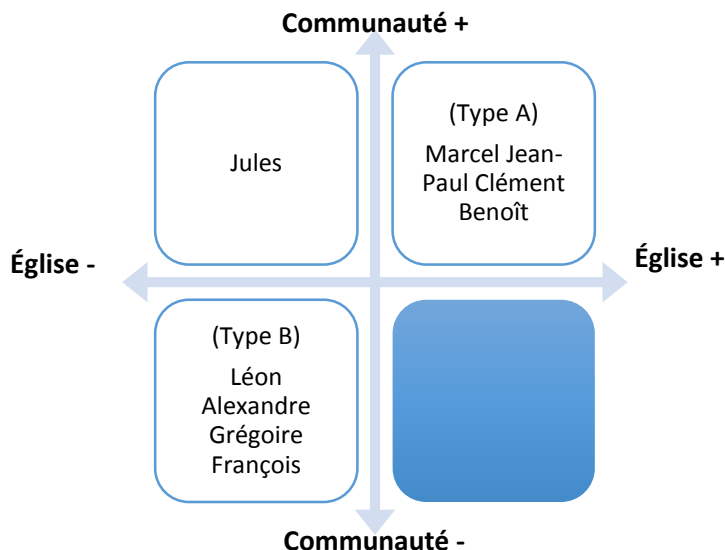 Communauté +
Jules
(Type A)
Marcel Jean-
Paul Clément
Benoît
Église -
Église +
(Type B)
Léon
Alexandre
Grégoire
François
Communauté -